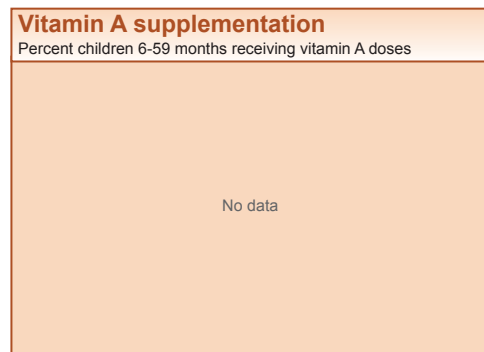 Vitamin A supplementation
Percent children 6-59 months receiving vitamin A doses
No data